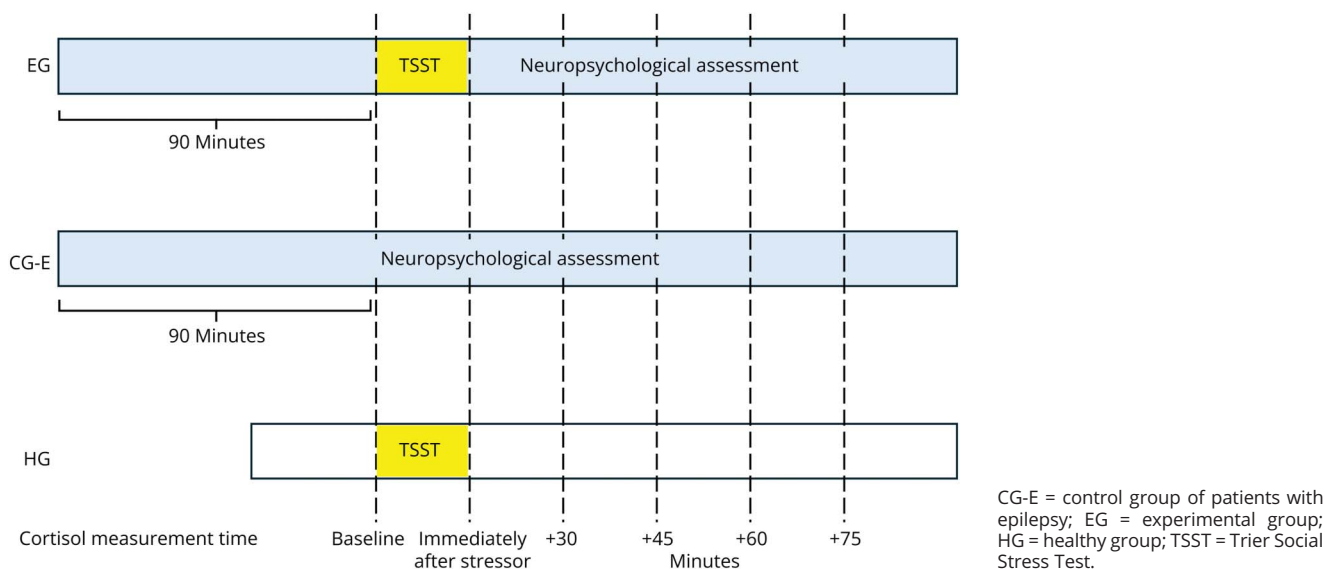 EG
TSST
Neuropsychological assessment
90 Minutes
CG-E
Neuropsychological assessment
90 Minutes
HG
TSST
Cortisol measurement time
Baseline
Immediately
after stressor
+30
+45
+60
+75
Minutes
CG-E = control group of patients with
epilepsy; EG = experimental group;
HG = healthy group; TSST = Trier Social
Stress Test.